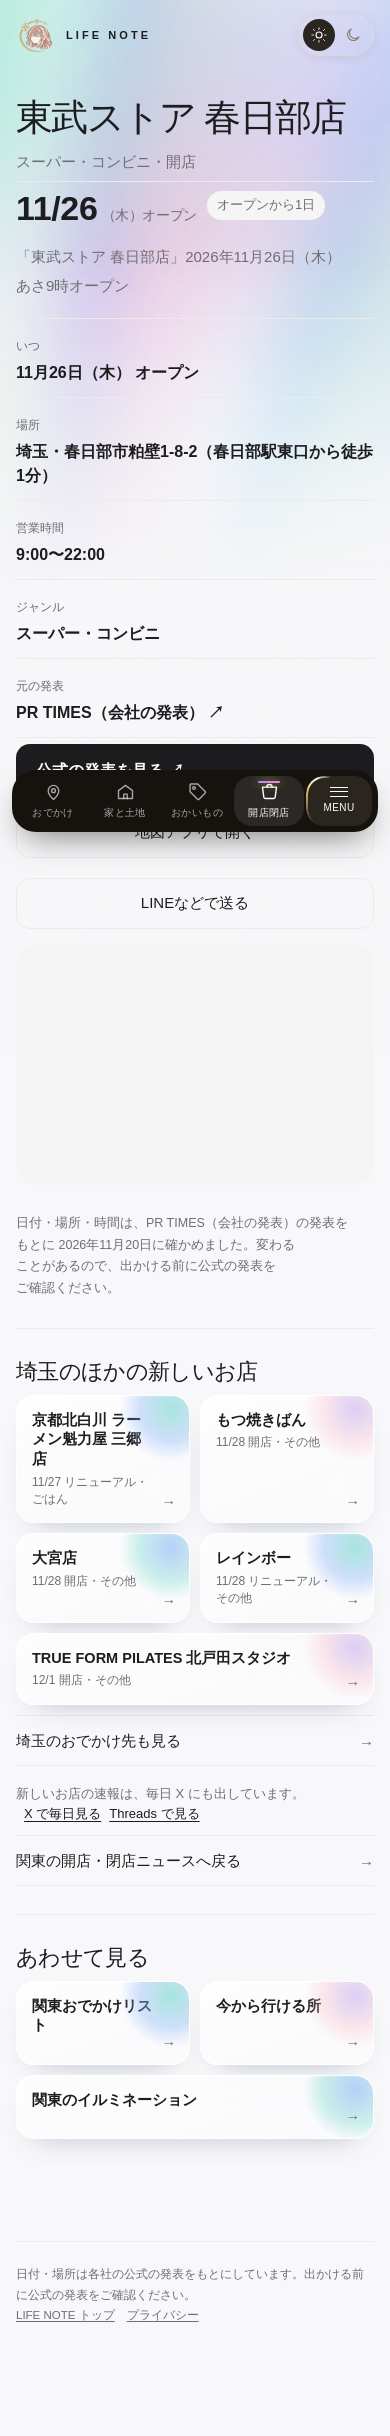 LIFE NOTE
東武ストア 春日部店
スーパー・コンビニ・開店
11/26 （木）オープン オープンから1日
「東武ストア 春日部店」2026年11月26日（木）
あさ9時オープン
いつ
11月26日（木） オープン
場所
埼玉・春日部市粕壁1-8-2（春日部駅東口から徒歩
1分）
営業時間
9:00〜22:00
ジャンル
スーパー・コンビニ
元の発表
PR TIMES（会社の発表） ↗
公式の発表を見る ↗
おでかけ 家と土地 おかいもの 開店閉店 MENU
地図アプリで開く
LINEなどで送る
日付・場所・時間は、PR TIMES（会社の発表）の発表を
もとに 2026年11月20日に確かめました。変わる
ことがあるので、出かける前に公式の発表を
ご確認ください。
埼玉のほかの新しいお店
京都北白川 ラー
メン魁力屋 三郷
店
11/27 リニューアル・
ごはん
→
もつ焼きばん
11/28 開店・その他
→
大宮店
11/28 開店・その他
→
レインボー
11/28 リニューアル・
その他
→
TRUE FORM PILATES 北戸田スタジオ
12/1 開店・その他
→
埼玉のおでかけ先も見る →
新しいお店の速報は、毎日 X にも出しています。
X で毎日見る Threads で見る
関東の開店・閉店ニュースへ戻る →
あわせて見る
関東おでかけリス
ト
→
今から行ける所
→
関東のイルミネーション
→
日付・場所は各社の公式の発表をもとにしています。出かける前
に公式の発表をご確認ください。
LIFE NOTE トップ プライバシー